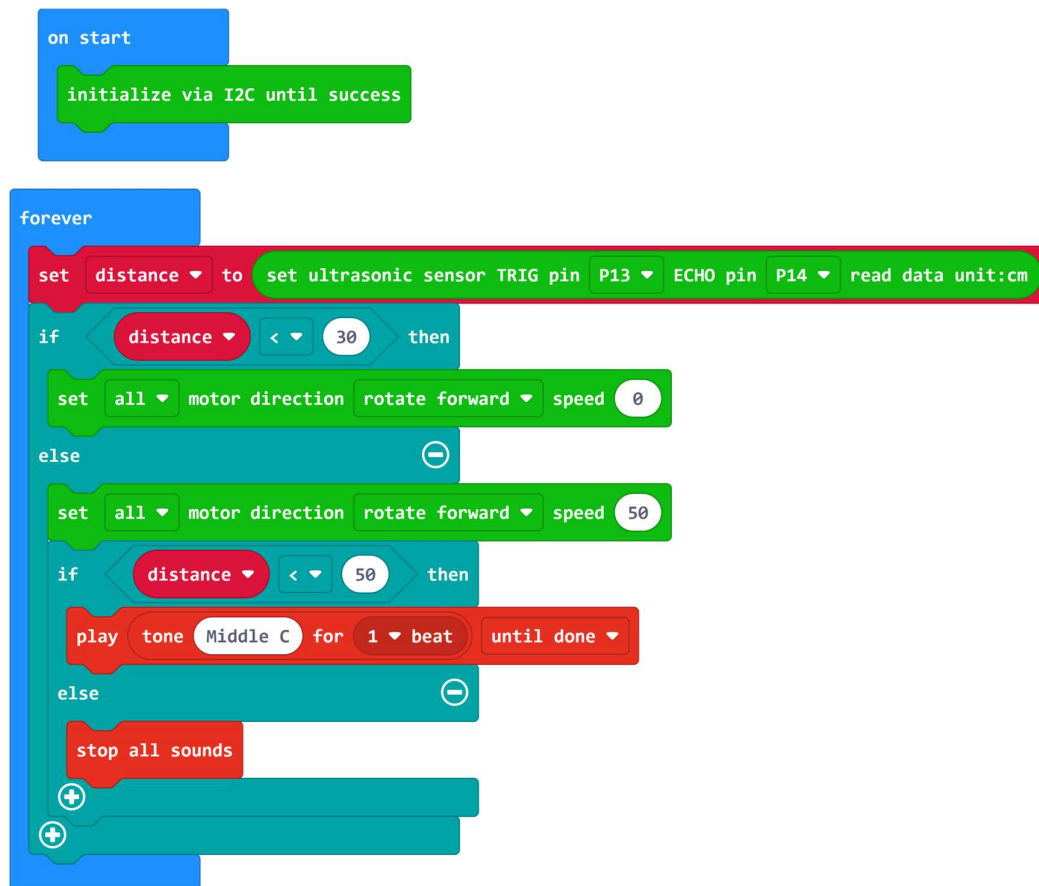 on start
initialize via I2C until success
forever
set distance to set ultrasonic sensor TRIG pin P13 ECHO pin P14 read data unit:cm
if distance < 30 then
set all motor direction rotate forward speed 0
else
set all motor direction rotate forward speed 50
if distance < 50 then
play tone Middle C for 1 beat until done
else
stop all sounds